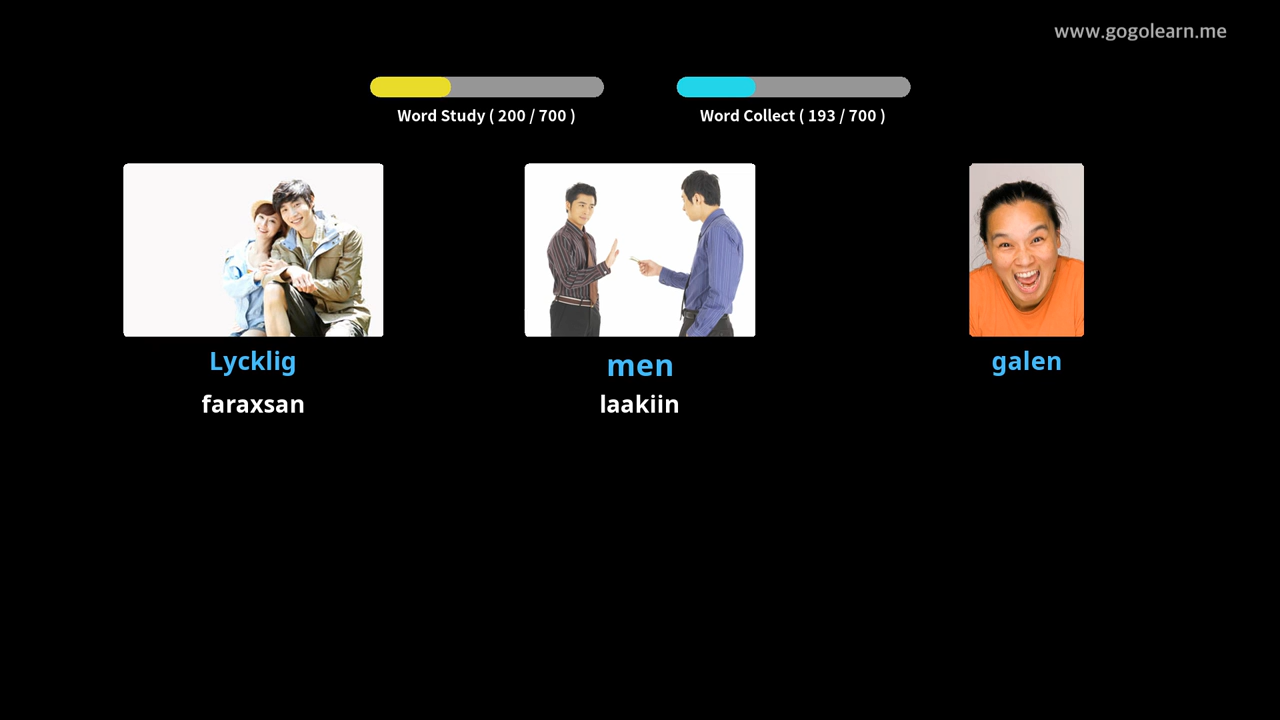 www.gogolearn.me
Word Study ( 200 / 700 )
Word Collect ( 193 / 700 )
Lycklig
men
galen
faraxsan
laakiin